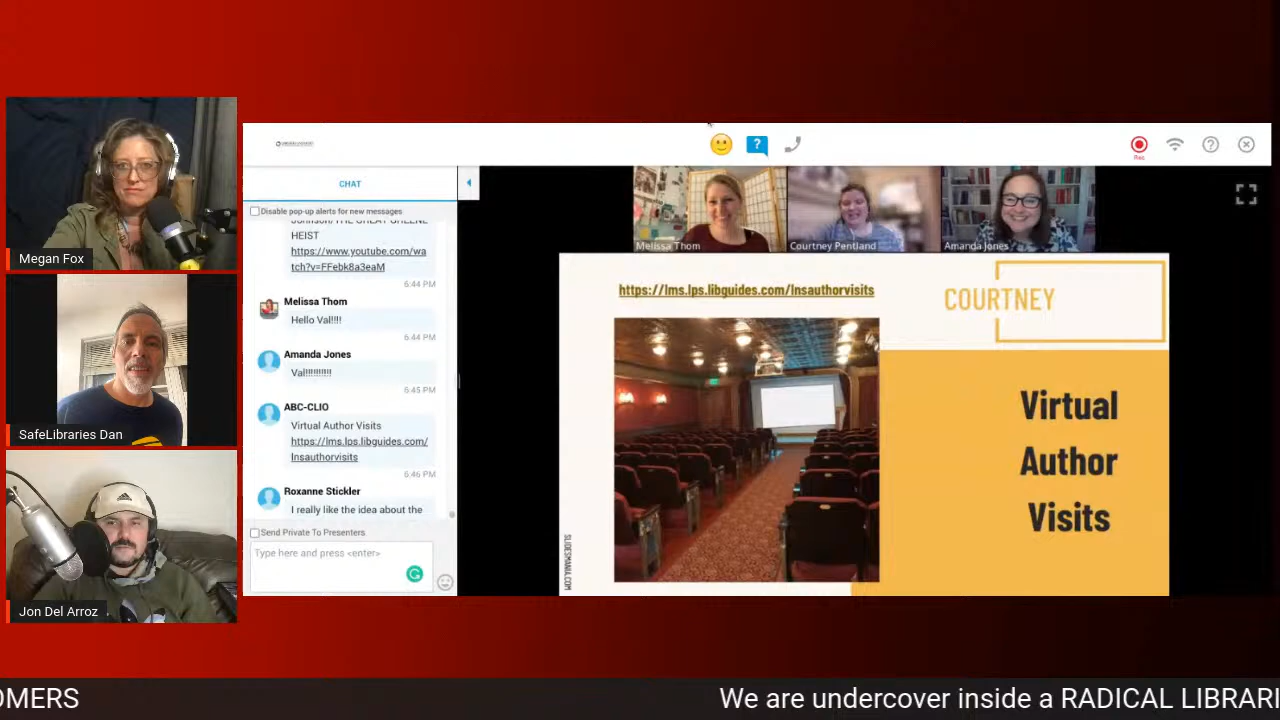 Megan Fox
SafeLibraries Dan
Jon Del Arroz
Rec
CHAT
Disable pop-up alerts for new messages
Johnson/THE GREAT GREENE
HEIST
https://www.youtube.com/wa
tch?v=FFebk8a3eaM
6:44 PM
Melissa Thom
Hello Val!!!!
6:44 PM
Amanda Jones
Val!!!!!!!!!!
6:45 PM
ABC-CLIO
Virtual Author Visits
https://lms.lps.libguides.com/
lnsauthorvisits
6:46 PM
Roxanne Stickler
I really like the idea about the
Send Private To Presenters
Type here and press <enter>
Melissa Thom
Courtney Pentland
Amanda Jones
https://lms.lps.libguides.com/lnsauthorvisits
COURTNEY
Virtual
Author
Visits
SLIDESMANIA.COM
OMERS
We are undercover inside a RADICAL LIBRARI